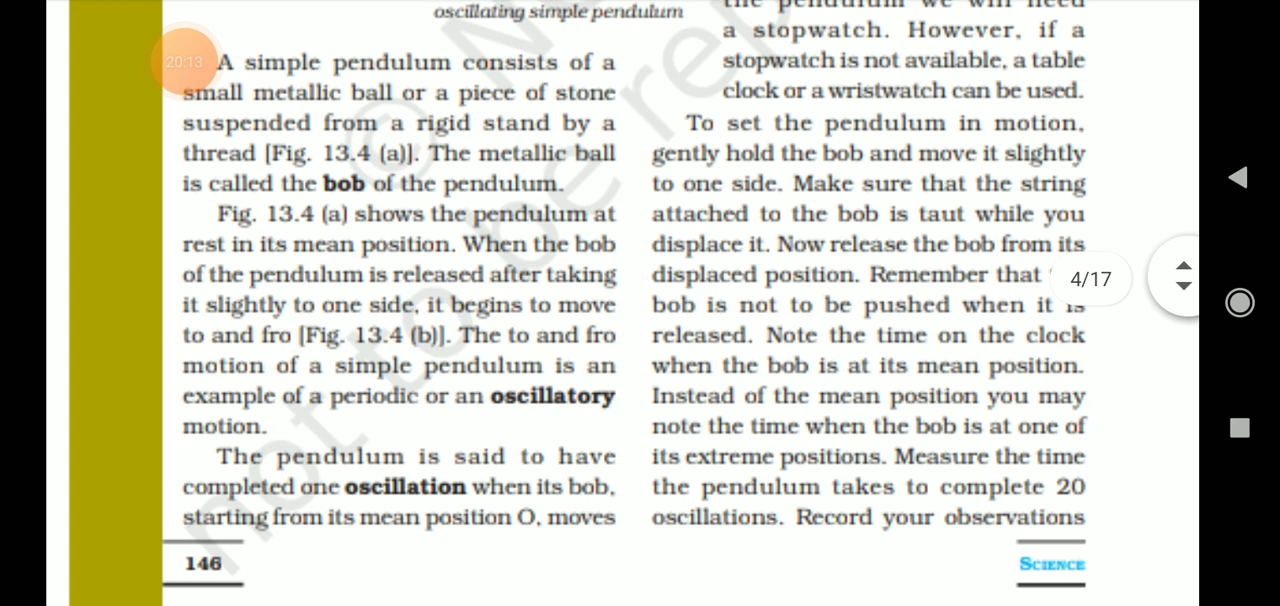 oscillating simple pendulum
A simple pendulum consists of a
small metallic ball or a piece of stone
suspended from a rigid stand by a
thread [Fig. 13.4 (a)]. The metallic ball
is called the bob of the pendulum.
Fig. 13.4 (a) shows the pendulum at
rest in its mean position. When the bob
of the pendulum is released after taking
it slightly to one side, it begins to move
to and fro [Fig. 13.4 (b)]. The to and fro
motion of a simple pendulum is an
example of a periodic or an oscillatory
motion.
The pendulum is said to have
completed one oscillation when its bob,
starting from its mean position O, moves
146
the pendulum we will need
a stopwatch. However, if a
stopwatch is not available, a table
clock or a wristwatch can be used.
To set the pendulum in motion,
gently hold the bob and move it slightly
to one side. Make sure that the string
attached to the bob is taut while you
displace it. Now release the bob from its
displaced position. Remember that
bob is not to be pushed when it is
released. Note the time on the clock
when the bob is at its mean position.
Instead of the mean position you may
note the time when the bob is at one of
its extreme positions. Measure the time
the pendulum takes to complete 20
oscillations. Record your observations
SCIENCE
20:13
4/17
©
not to be rep